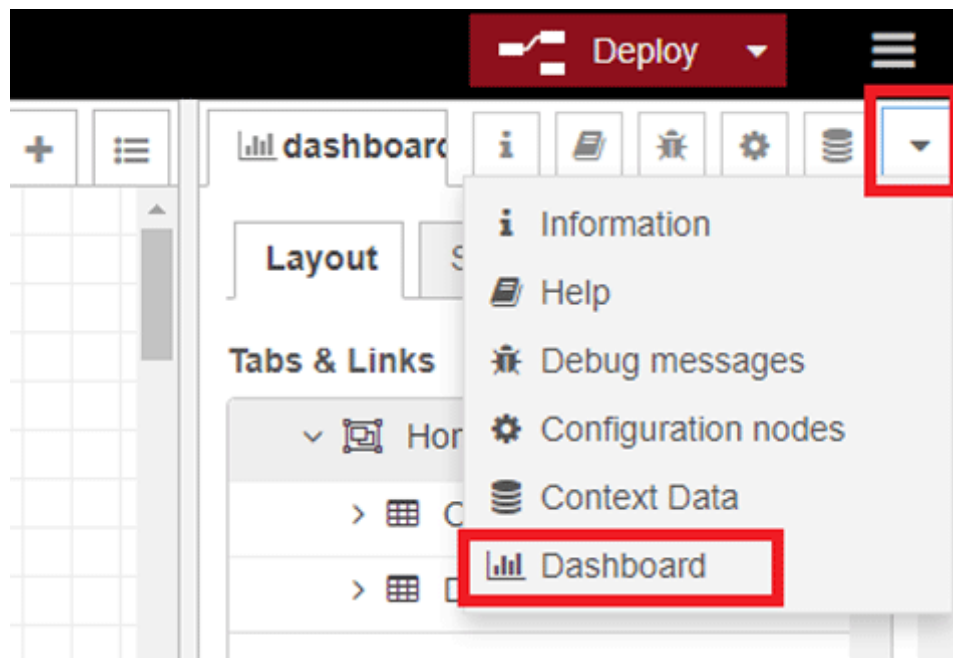 Deploy
dashboard
Layout
Information
Help
Tabs & Links
Debug messages
Configuration nodes
Context Data
Dashboard